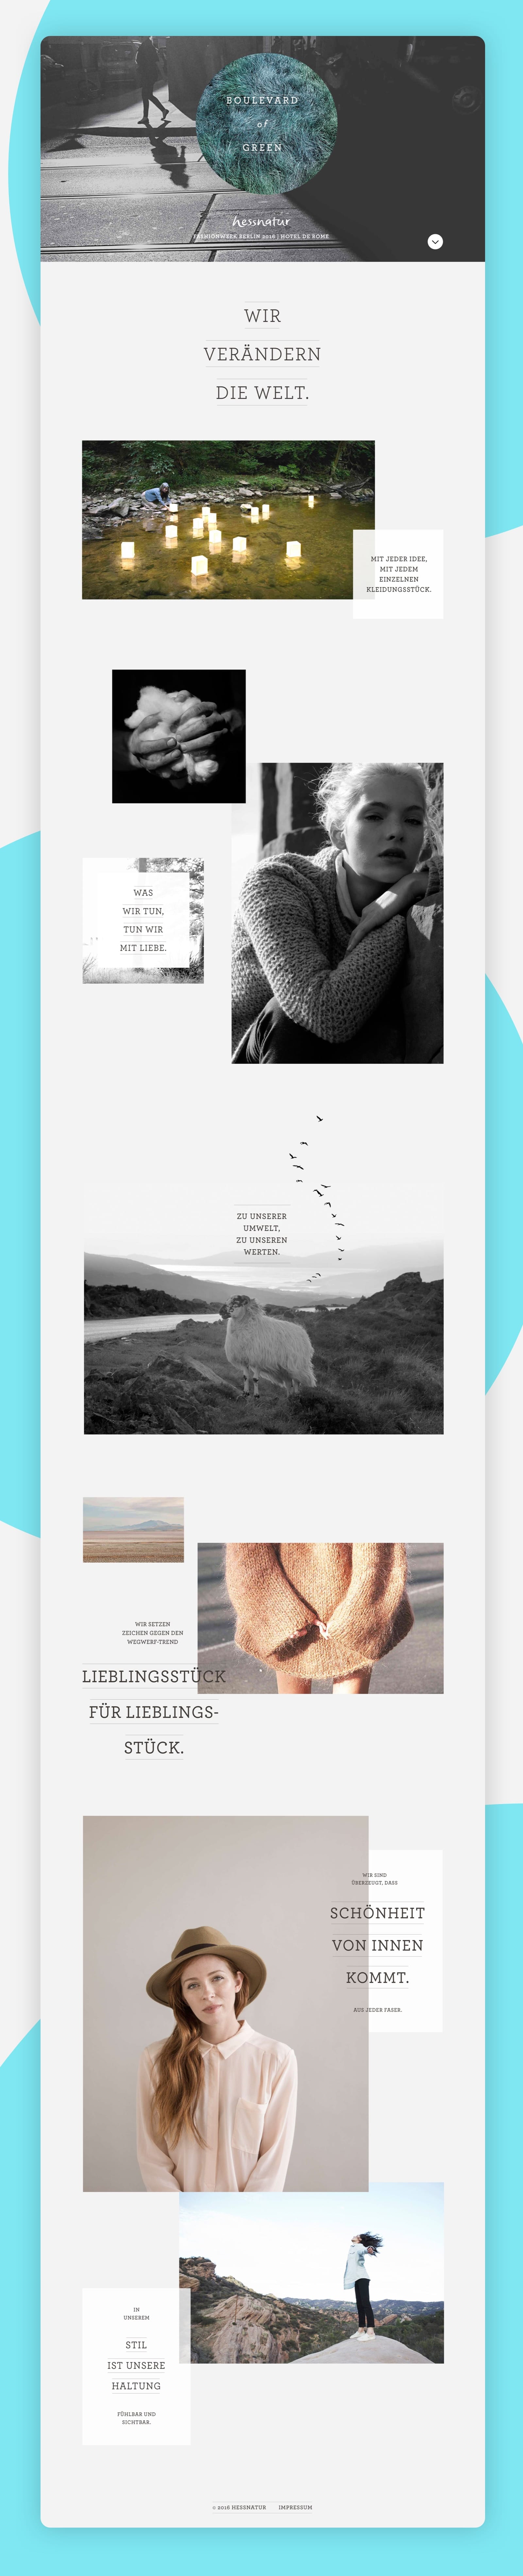 BOULEVARD
of
GREEN
hessnatur
FASHIONWEEK BERLIN 2016 | HOTEL DE ROME
WIR
VERÄNDERN
DIE WELT.
MIT JEDER IDEE,
MIT JEDEM
EINZELNEN
KLEIDUNGSSTÜCK.
WAS
WIR TUN,
TUN WIR
MIT LIEBE.
ZU UNSERER
UMWELT,
ZU UNSEREN
WERTEN.
WIR SETZEN
ZEICHEN GEGEN DEN
WEGWERF-TREND
LIEBLINGSSTÜCK
FÜR LIEBLINGS-
STÜCK.
WIR SIND
ÜBERZEUGT, DASS
SCHÖNHEIT
VON INNEN
KOMMT.
AUS JEDER FASER.
IN
UNSEREM
STIL
IST UNSERE
HALTUNG
FÜHLBAR UND
SICHTBAR.
© 2016 HESSNATUR IMPRESSUM